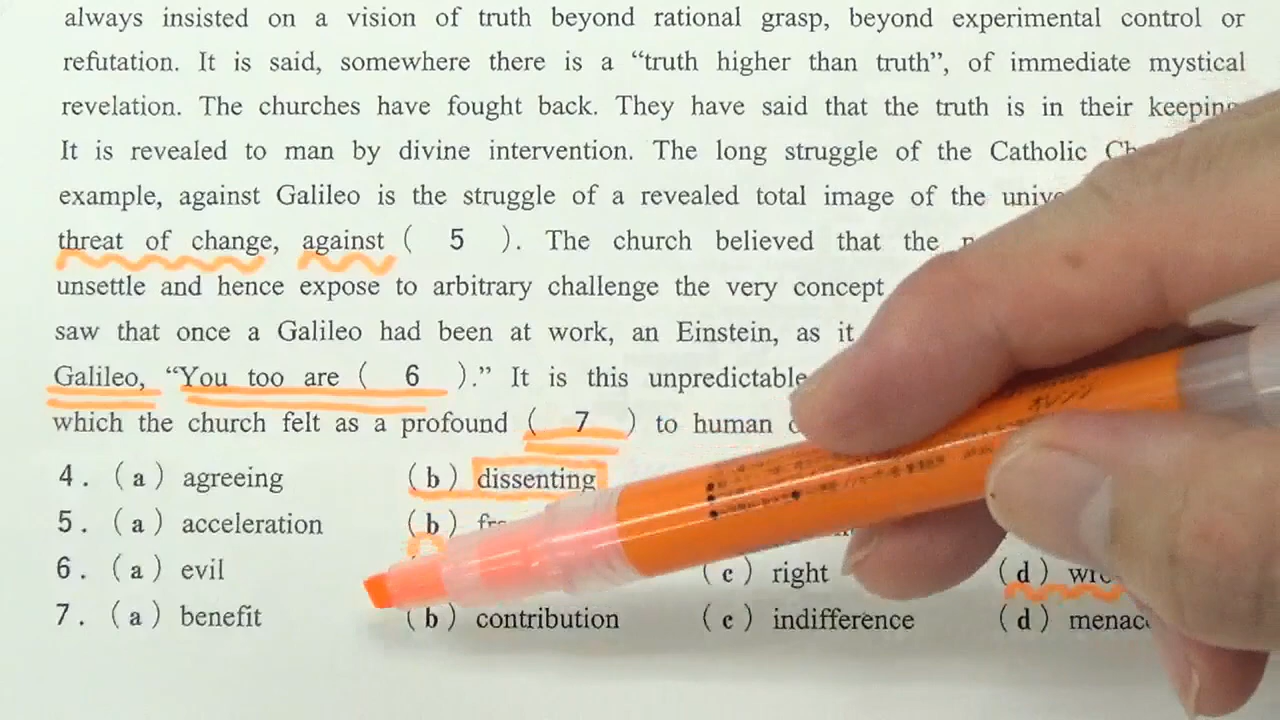 always insisted on a vision of truth beyond rational grasp, beyond experimental control or
refutation. It is said, somewhere there is a “truth higher than truth”, of immediate mystical
revelation. The churches have fought back. They have said that the truth is in their keeping.
It is revealed to man by divine intervention. The long struggle of the Catholic
example, against Galileo is the struggle of a revealed total image of the
threat of change, against ( 5 ). The church believed that the
unsettle and hence expose to arbitrary challenge the very concept
saw that once a Galileo had been at work, an Einstein, as it
Galileo, “You too are ( 6 ).” It is this unpredictable
which the church felt as a profound ( 7 ) to human
4. (a) agreeing (b) dissenting
5. (a) acceleration (b)
6. (a) evil (c) right (d)
7. (a) benefit (b) contribution (c) indifference (d) menace
オレンジ